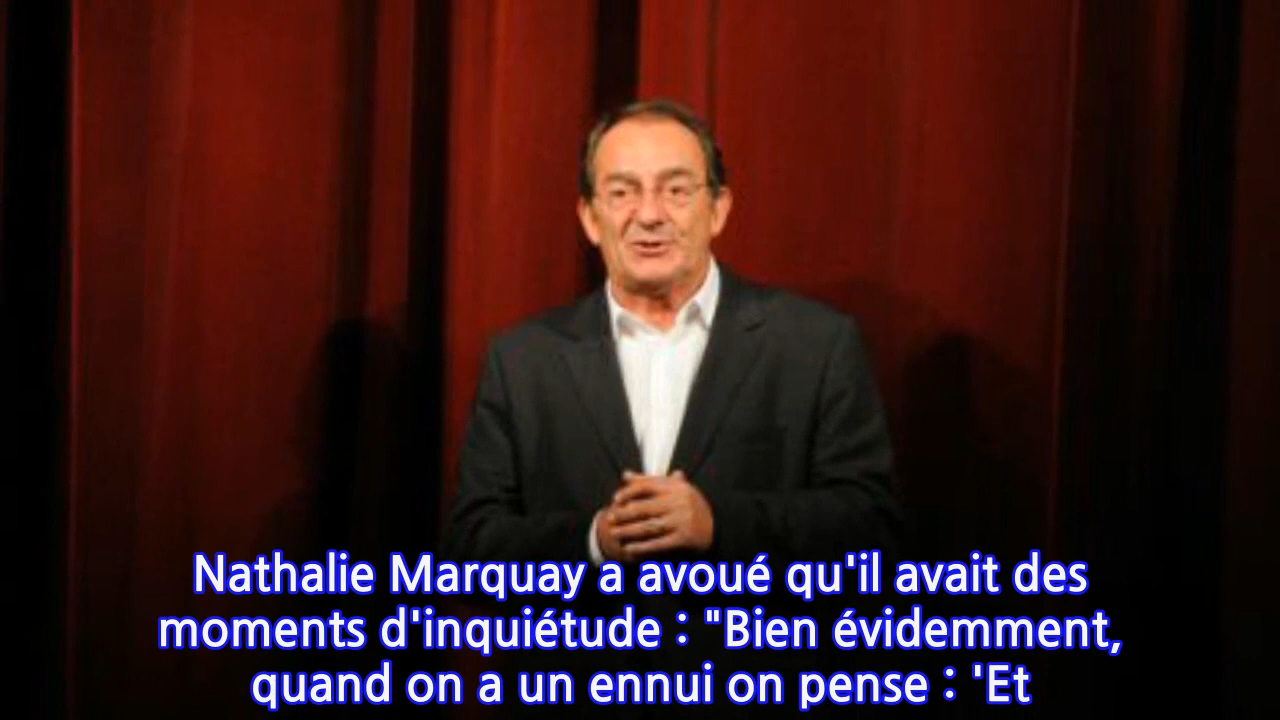 Nathalie Marquay a avoué qu'il avait des
moments d'inquiétude : "Bien évidemment,
quand on a un ennui on pense : 'Et